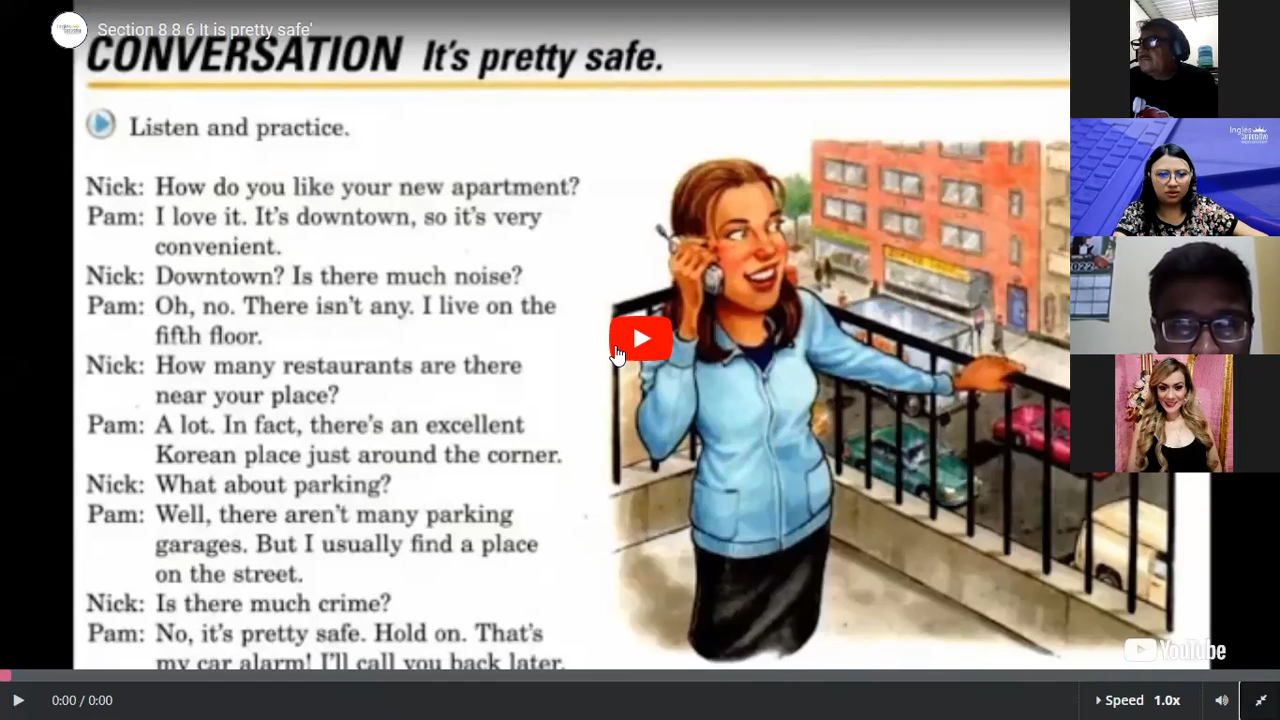 Section 8 8 6 It is pretty safe'
CONVERSATION It's pretty safe.
Listen and practice.
Nick: How do you like your new apartment?
Pam: I love it. It's downtown, so it's very
convenient.
Nick: Downtown? Is there much noise?
Pam: Oh, no. There isn't any. I live on the
fifth floor.
Nick: How many restaurants are there
near your place?
Pam: A lot. In fact, there's an excellent
Korean place just around the corner.
Nick: What about parking?
Pam: Well, there aren't many parking
garages. But I usually find a place
on the street.
Nick: Is there much crime?
Pam: No, it's pretty safe. Hold on. That's
my car alarm! I'll call you back later.
YouTube
0:00 / 0:00
Speed 1.0x
Ingles
2022